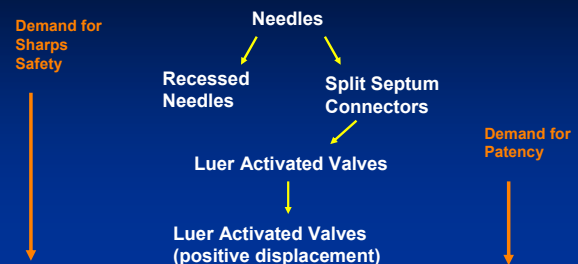 Needles
Demand for
Sharps
Safety
Recessed
Needles
Split Septum
Connectors
Demand for
Patency
Luer Activated Valves
Luer Activated Valves
(positive displacement)